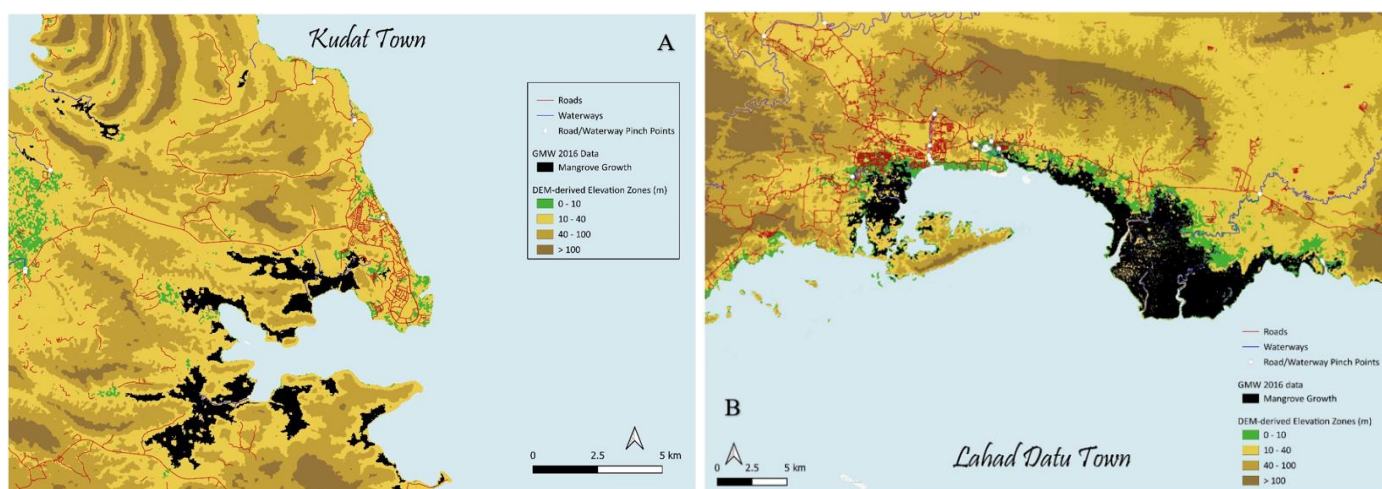 Kudat Town
A
Roads
Waterways
Road/Waterway Pinch Points
GMW 2016 Data
Mangrove Growth
DEM-derived Elevation Zones (m)
0 - 10
10 - 40
40 - 100
> 100
0 2.5 5 km
Roads
Waterways
Road/Waterway Pinch Points
GMW 2016 data
Mangrove Growth
DEM-derived Elevation Zones (m)
0 - 10
10 - 40
40 - 100
> 100
B
Lahad Datu Town
0 2.5 5 km